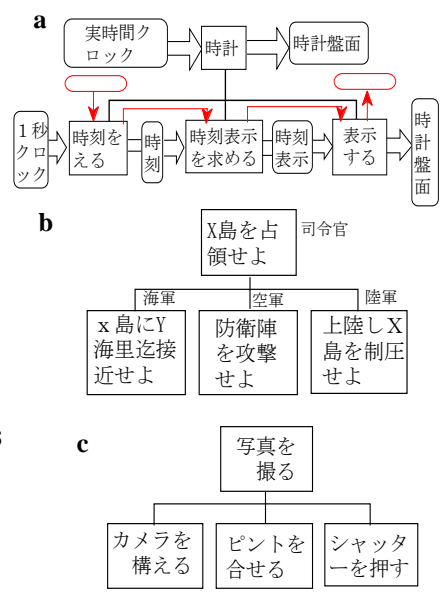 a
実時間ク
ロック
時計
時計盤面
1秒
クロ
ック
時刻を
える
時
刻
時刻表示
を求める
時刻
表示
表示
する
時
計
盤
面
b
X島を占
領せよ
司令官
海軍
空軍
陸軍
x島にY
海里迄接
近せよ
防衛陣
を攻撃
せよ
上陸しX
島を制圧
せよ
c
写真を
撮る
カメラを
構える
ピントを
合せる
シャッタ
ーを押す